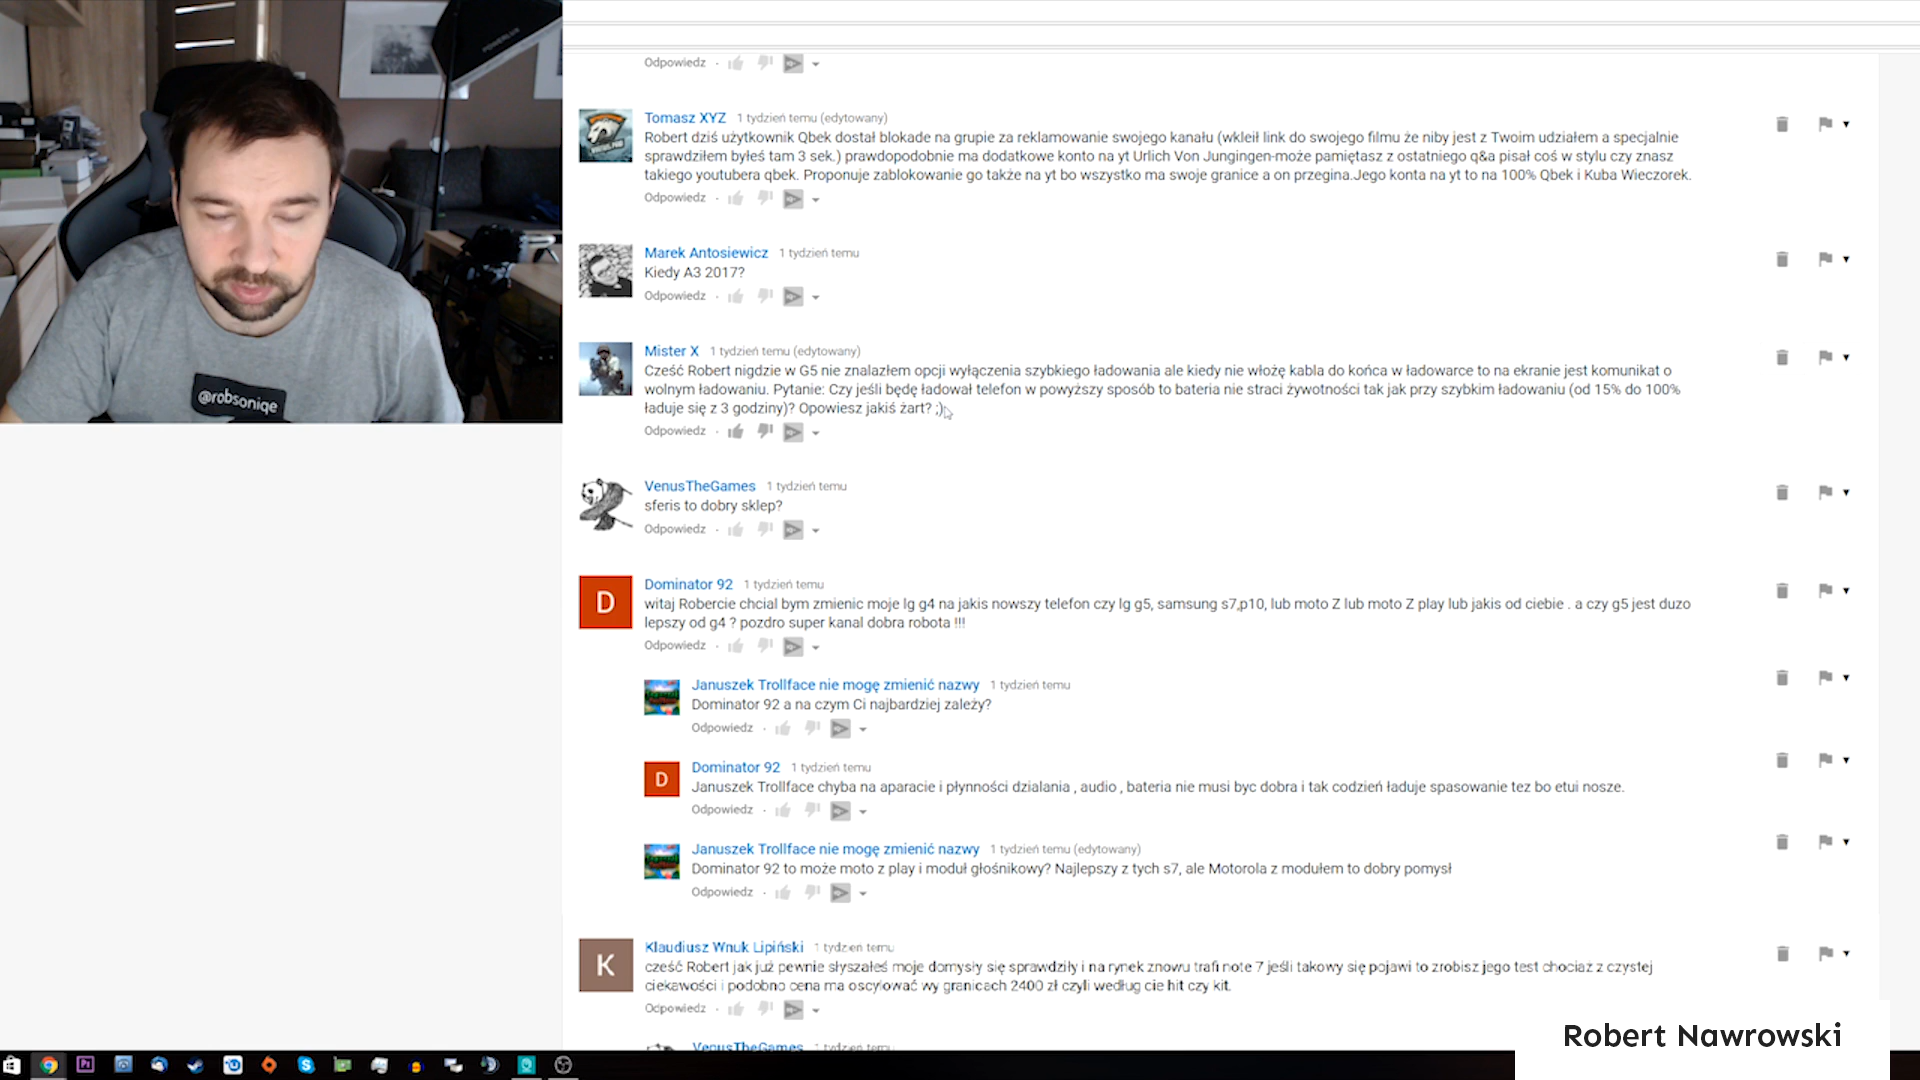 POWERLUX
@robsoniqe
Odpowiedz
Tomasz XYZ 1 tydzień temu (edytowany)
Robert dziś użytkownik Qbek dostał blokade na grupie za reklamowanie swojego kanału (wkleił link do swojego filmu że niby jest z Twoim udziałem a specjalnie
sprawdziłem byłeś tam 3 sek.) prawdopodobnie ma dodatkowe konto na yt Urlich Von Jungingen-może pamiętasz z ostatniego q&a pisał coś w stylu czy znasz
takiego youtubera qbek. Proponuje zablokowanie go także na yt bo wszystko ma swoje granice a on przegina.Jego konta na yt to na 100% Qbek i Kuba Wieczorek.
Odpowiedz
Marek Antosiewicz 1 tydzień temu
Kiedy A3 2017?
Odpowiedz
Mister X 1 tydzień temu (edytowany)
Cześć Robert nigdzie w G5 nie znalazłem opcji wyłączenia szybkiego ładowania ale kiedy nie włożę kabla do końca w ładowarce to na ekranie jest komunikat o
wolnym ładowaniu. Pytanie: Czy jeśli będę ładował telefon w powyższy sposób to bateria nie straci żywotności tak jak przy szybkim ładowaniu (od 15% do 100%
ładuje się z 3 godziny)? Opowiesz jakiś żart? ;)
Odpowiedz
VenusTheGames 1 tydzień temu
sferis to dobry sklep?
Odpowiedz
D
Dominator 92 1 tydzień temu
witaj Robercie chcial bym zmienic moje lg g4 na jakis nowszy telefon czy lg g5, samsung s7,p10, lub moto Z lub moto Z play lub jakis od ciebie . a czy g5 jest duzo
lepszy od g4 ? pozdro super kanal dobra robota !!!
Odpowiedz
Januszek Trollface nie mogę zmienić nazwy 1 tydzień temu
Dominator 92 a na czym Ci najbardziej zależy?
Odpowiedz
D
Dominator 92 1 tydzień temu
Januszek Trollface chyba na aparacie i płynności dzialania , audio , bateria nie musi byc dobra i tak codzień ładuje spasowanie tez bo etui nosze.
Odpowiedz
Januszek Trollface nie mogę zmienić nazwy 1 tydzień temu (edytowany)
Dominator 92 to może moto z play i moduł głośnikowy? Najlepszy z tych s7, ale Motorola z modułem to dobry pomysł
Odpowiedz
K
Klaudiusz Wnuk Lipiński 1 tydzień temu
cześć Robert jak już pewnie słyszałeś moje domysły się sprawdziły i na rynek znowu trafi note 7 jeśli takowy się pojawi to zrobisz jego test chociaż z czystej
ciekawości i podobno cena ma oscylować wy granicach 2400 zł czyli według cie hit czy kit.
Odpowiedz
VenusTheGames 1 tydzień temu
Robert Nawrowski